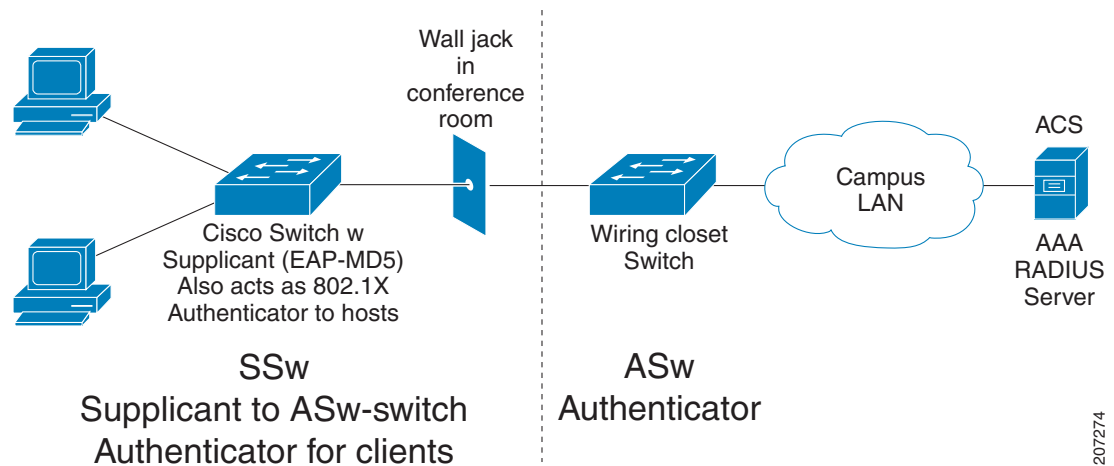 Wall jack
in
conference
room
Cisco Switch w
Supplicant (EAP-MD5)
Also acts as 802.1X
Authenticator to hosts
Wiring closet
Switch
Campus
LAN
ACS
AAA
RADIUS
Server
SSw
Supplicant to ASw-switch
Authenticator for clients
ASw
Authenticator
207274